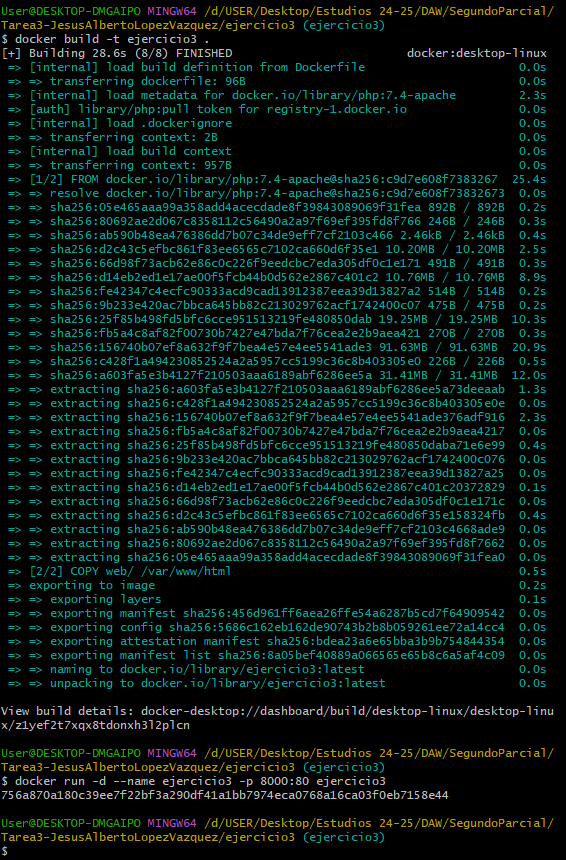 User@DESKTOP-DMGAIPO MINGW64 /d/USER/Desktop/Estudios 24-25/DAW/SegundoParcial/
Tarea3-JesusAlbertoLopezVazquez/ejercicio3 (ejercicio3)
$ docker build -t ejercicio3 .
[+] Building 28.6s (8/8) FINISHED docker:desktop-linux
=> [internal] load build definition from Dockerfile 0.0s
=> => transferring dockerfile: 96B 0.0s
=> [internal] load metadata for docker.io/library/php:7.4-apache 2.3s
=> [auth] library/php:pull token for registry-1.docker.io 0.0s
=> [internal] load .dockerignore 0.0s
=> => transferring context: 2B 0.0s
=> [internal] load build context 0.0s
=> => transferring context: 957B 0.0s
=> [1/2] FROM docker.io/library/php:7.4-apache@sha256:c9d7e608f7383267 25.4s
=> => resolve docker.io/library/php:7.4-apache@sha256:c9d7e608f73832673 0.0s
=> => sha256:05e465aaa99a358add4acecdade8f39843089069f31fea 892B / 892B 0.2s
=> => sha256:80692ae2d067c8358112c56490a2a97f69ef395fd8f766 246B / 246B 0.3s
=> => sha256:ab590b48ea476386dd7b07c34de9eff7cf2103c466 2.46kB / 2.46kB 0.4s
=> => sha256:d2c43c5efbc861f83ee6565c7102ca660d6f35e1 10.20MB / 10.20MB 2.5s
=> => sha256:66d98f73acb62e86c0c226f9eedcbc7eda305df0c1e171 491B / 491B 0.3s
=> => sha256:d14eb2ed1e17ae00f5fcb44b0d562e2867c401c2 10.76MB / 10.76MB 8.9s
=> => sha256:fe42347c4ecfc90333acd9cad13912387eea39d13827a2 514B / 514B 0.2s
=> => sha256:9b233e420ac7bbca645bb82c213029762acf1742400c07 475B / 475B 0.2s
=> => sha256:25f85b498fd5bfc6cce951513219fe480850dab 19.25MB / 19.25MB 10.3s
=> => sha256:fb5a4c8af82f00730b7427e47bda7f76cea2e2b9aea421 270B / 270B 0.3s
=> => sha256:156740b07ef8a632f9f7bea4e57e4ee5541ade3 91.63MB / 91.63MB 20.9s
=> => sha256:c428f1a494230852524a2a5957cc5199c36c8b403305e0 226B / 226B 0.5s
=> => sha256:a603fa5e3b4127f210503aaa6189abf6286ee5a 31.41MB / 31.41MB 12.0s
=> => extracting sha256:a603fa5e3b4127f210503aaa6189abf6286ee5a73deeaab 1.3s
=> => extracting sha256:c428f1a494230852524a2a5957cc5199c36c8b403305e0e 0.0s
=> => extracting sha256:156740b07ef8a632f9f7bea4e57e4ee5541ade376adf916 2.3s
=> => extracting sha256:fb5a4c8af82f00730b7427e47bda7f76cea2e2b9aea4217 0.0s
=> => extracting sha256:25f85b498fd5bfc6cce951513219fe480850daba71e6e99 0.4s
=> => extracting sha256:9b233e420ac7bbca645bb82c213029762acf1742400c076 0.0s
=> => extracting sha256:fe42347c4ecfc90333acd9cad13912387eea39d13827a25 0.0s
=> => extracting sha256:d14eb2ed1e17ae00f5fcb44b0d562e2867c401c20372829 0.1s
=> => extracting sha256:66d98f73acb62e86c0c226f9eedcbc7eda305df0c1e171c 0.0s
=> => extracting sha256:d2c43c5efbc861f83ee6565c7102ca660d6f35e158324fb 0.4s
=> => extracting sha256:ab590b48ea476386dd7b07c34de9eff7cf2103c4668ade9 0.0s
=> => extracting sha256:80692ae2d067c8358112c56490a2a97f69ef395fd8f7662 0.0s
=> => extracting sha256:05e465aaa99a358add4acecdade8f39843089069f31fea0 0.0s
=> [2/2] COPY web/ /var/www/html 0.5s
=> exporting to image 0.2s
=> => exporting layers 0.1s
=> => exporting manifest sha256:456d961ff6aea26ffe54a6287b5cd7f64909542 0.0s
=> => exporting config sha256:5686c162eb162de90743b2b8b059261ee72a14cc4 0.0s
=> => exporting attestation manifest sha256:bdea23a6e65bba3b9b754844354 0.0s
=> => exporting manifest list sha256:8a05bef40889a066565e65b8c6a5af4c09 0.0s
=> => naming to docker.io/library/ejercicio3:latest 0.0s
=> => unpacking to docker.io/library/ejercicio3:latest 0.0s
View build details: docker-desktop://dashboard/build/desktop-linux/desktop-linu
x/z1yef2t7xqx8tdonxh3l2plcn
User@DESKTOP-DMGAIPO MINGW64 /d/USER/Desktop/Estudios 24-25/DAW/SegundoParcial/
Tarea3-JesusAlbertoLopezVazquez/ejercicio3 (ejercicio3)
$ docker run -d --name ejercicio3 -p 8000:80 ejercicio3
756a870a180c39ee7f22bf3a290df41a1bb7974eca0768a16ca03f0eb7158e44
User@DESKTOP-DMGAIPO MINGW64 /d/USER/Desktop/Estudios 24-25/DAW/SegundoParcial/
Tarea3-JesusAlbertoLopezVazquez/ejercicio3 (ejercicio3)
$